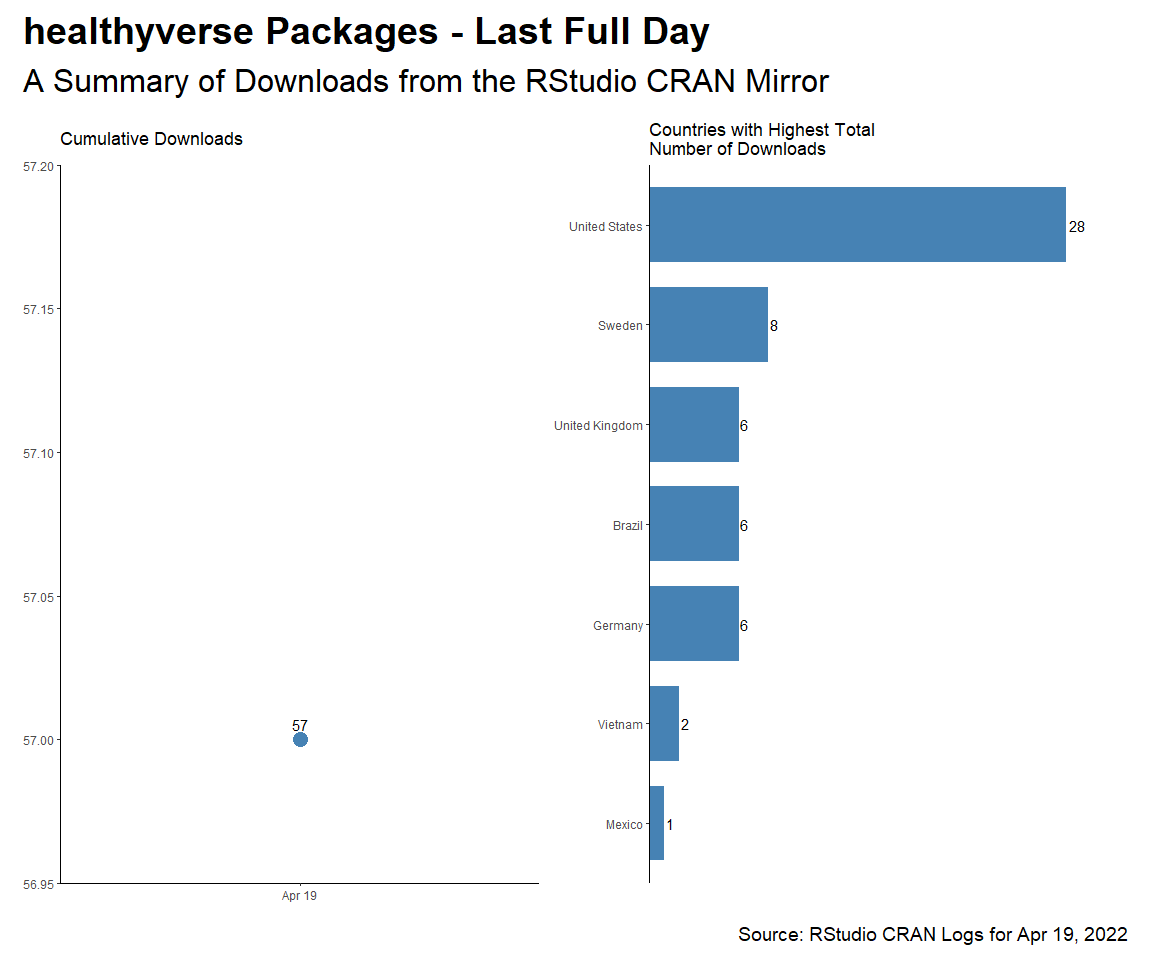 healthyverse Packages - Last Full Day
A Summary of Downloads from the RStudio CRAN Mirror
Cumulative Downloads
57.20
57.15
57.10
57.05
57.00
56.95
57
Apr 19
Countries with Highest Total
Number of Downloads
United States 28
Sweden 8
United Kingdom 6
Brazil 6
Germany 6
Vietnam 2
Mexico 1
Source: RStudio CRAN Logs for Apr 19, 2022